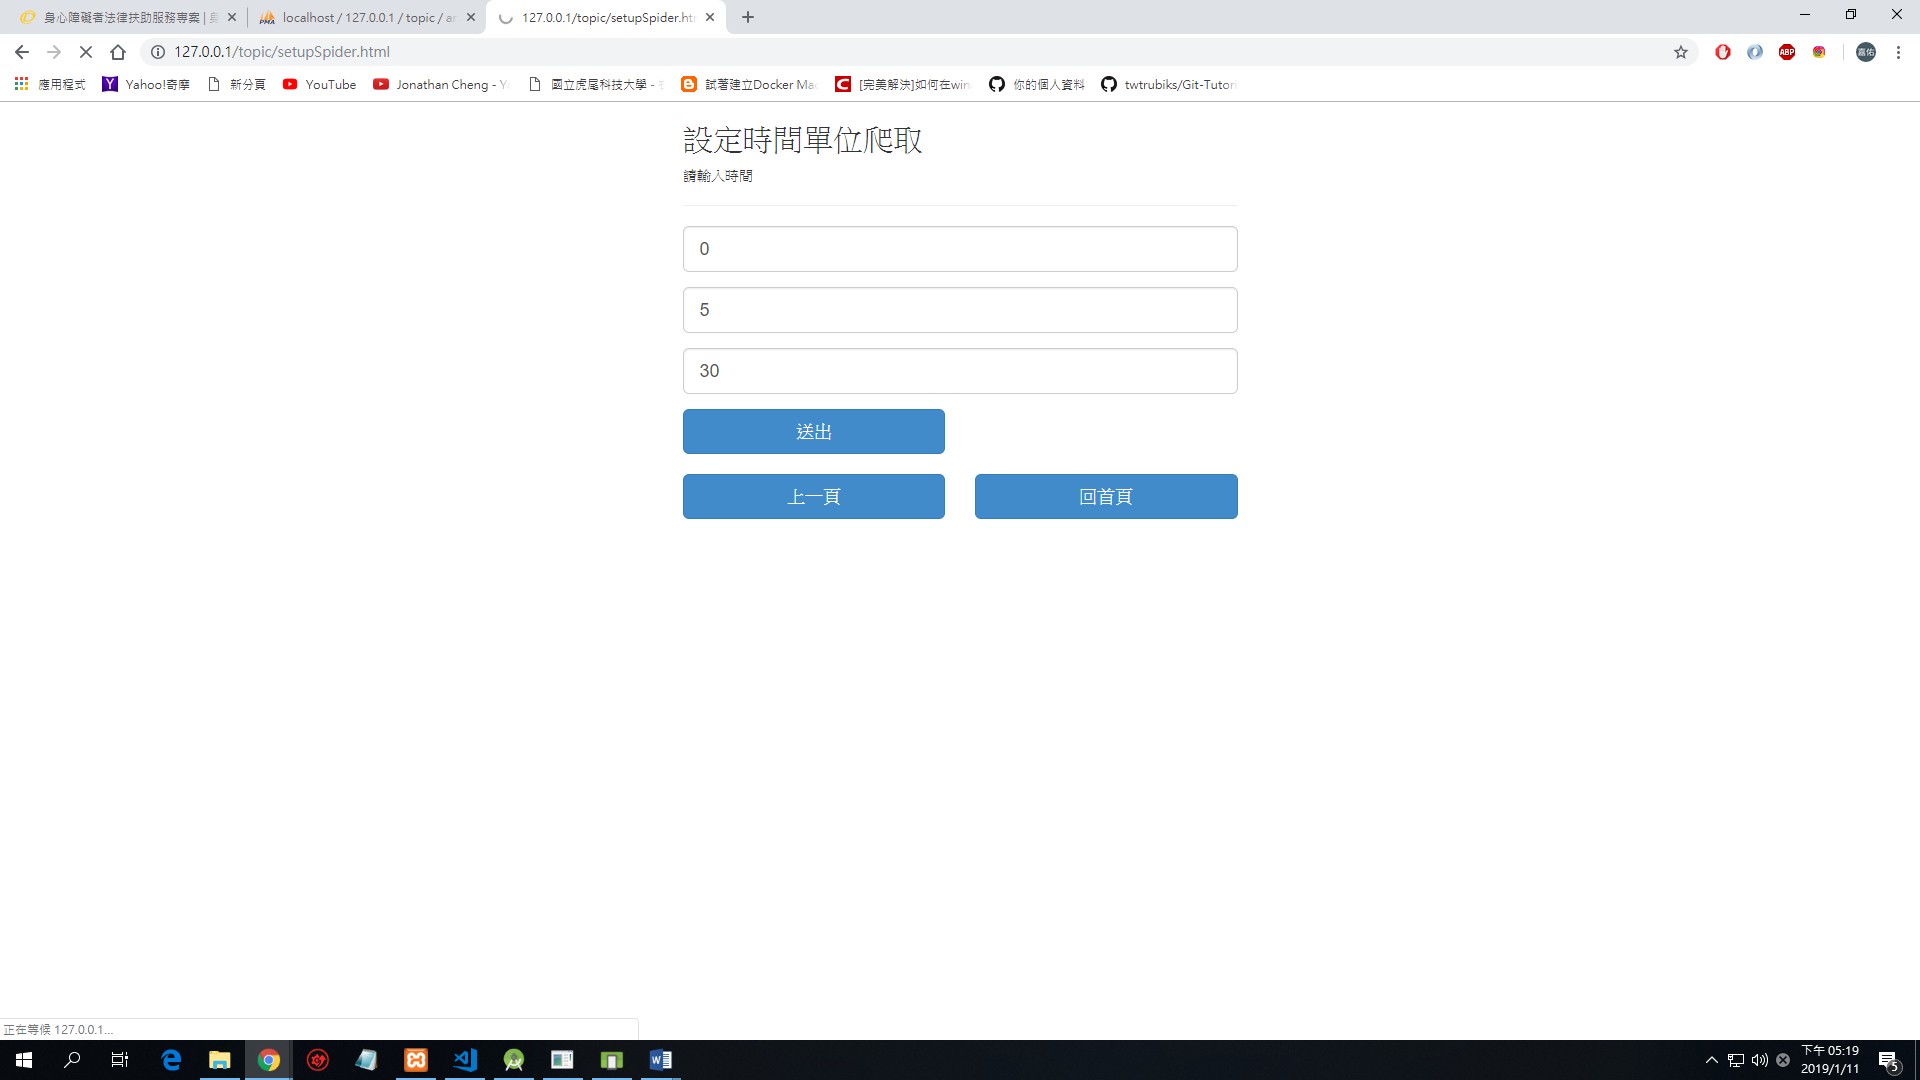 身心障礙者法律扶助服務專案 |
localhost / 127.0.0.1 / topic / a
127.0.0.1/topic/setupSpider.ht
127.0.0.1/topic/setupSpider.html
嘉佑
應用程式
Yahoo!奇摩
新分頁
YouTube
Jonathan Cheng - Y
國立虎尾科技大學 -
試著建立Docker Mac
[完美解決]如何在win
你的個人資料
twtrubiks/Git-Tutori
設定時間單位爬取
請輸入時間
0
5
30
送出
上一頁
回首頁
正在等候 127.0.0.1...
下午 05:19
2019/1/11
5